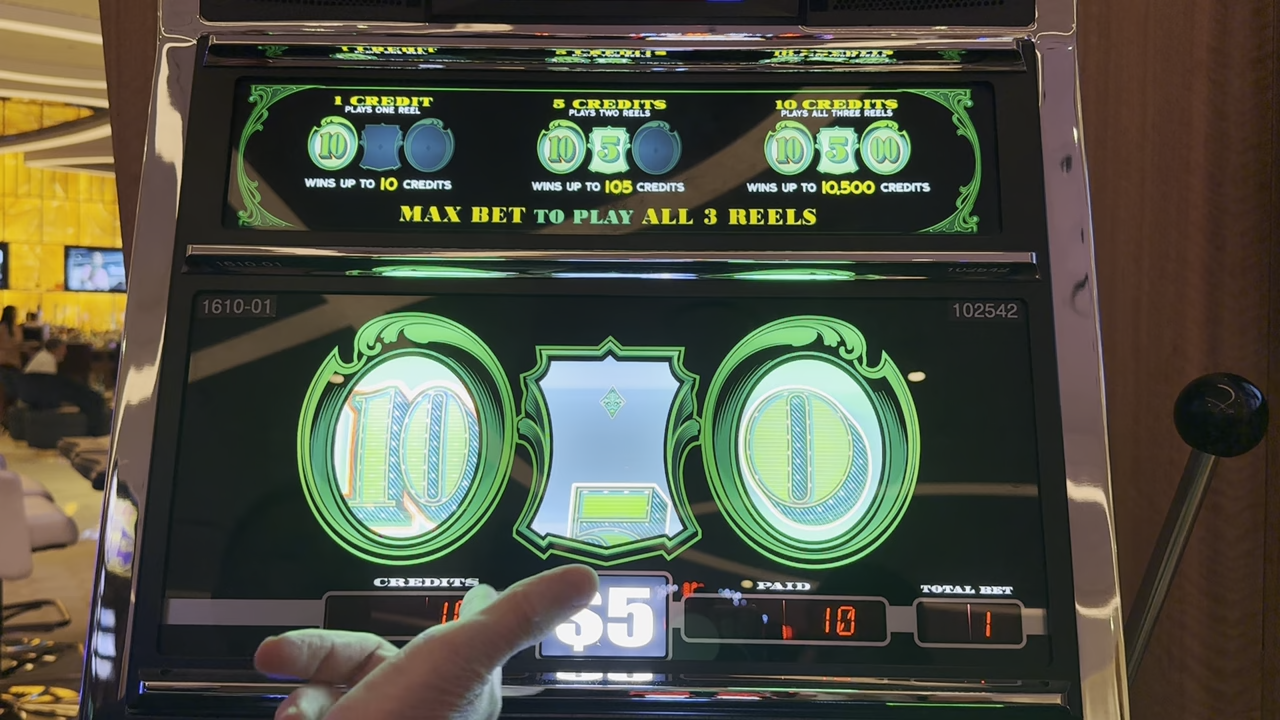 1 CREDIT
PLAYS ONE REEL
10
WINS UP TO 10 CREDITS
5 CREDITS
PLAYS TWO REELS
10 5
WINS UP TO 105 CREDITS
10 CREDITS
PLAYS ALL THREE REELS
10 5 00
WINS UP TO 10,500 CREDITS
MAX BET TO PLAY ALL 3 REELS
1610-01
102542
10
0
CREDITS
$5
PAID
10
TOTAL BET
1